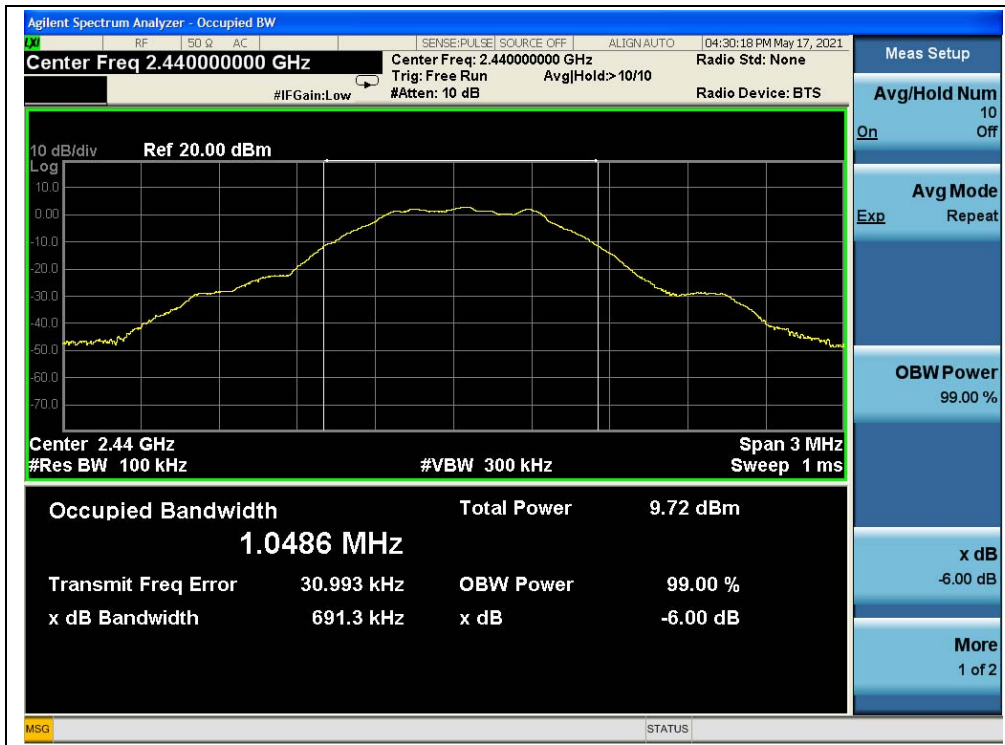 Agilent Spectrum Analyzer - Occupied BW
LXI RF 50 Ω AC SENSE:PULSE SOURCE OFF ALIGN AUTO 04:30:18 PM May 17, 2021
Center Freq 2.440000000 GHz
Center Freq: 2.440000000 GHz
Radio Std: None
Trig: Free Run Avg|Hold:>10/10
#IFGain:Low #Atten: 10 dB
Radio Device: BTS
10 dB/div Ref 20.00 dBm
Log
10.0
0.00
-10.0
-20.0
-30.0
-40.0
-50.0
-60.0
-70.0
Center 2.44 GHz Span 3 MHz
#Res BW 100 kHz #VBW 300 kHz Sweep 1 ms
Occupied Bandwidth Total Power 9.72 dBm
1.0486 MHz
Transmit Freq Error 30.993 kHz OBW Power 99.00 %
x dB Bandwidth 691.3 kHz x dB -6.00 dB
Meas Setup
Avg/Hold Num
10
On Off
Avg Mode
Exp Repeat
OBW Power
99.00 %
x dB
-6.00 dB
More
1 of 2
MSG STATUS